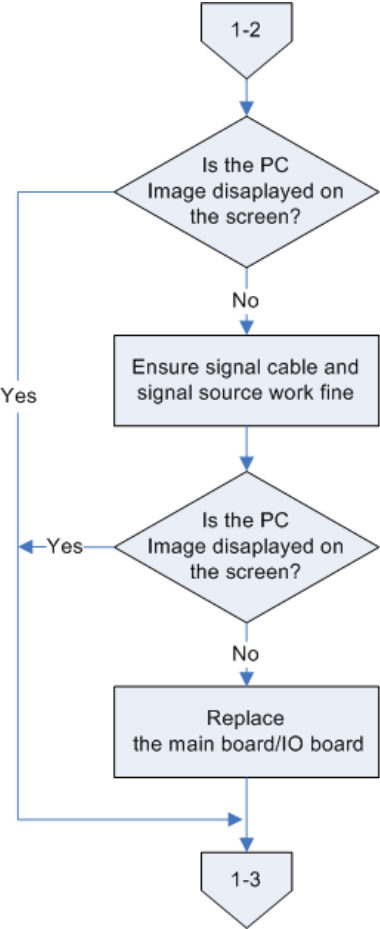 1-2
Is the PC
Image disaplayed on
the screen?
No
Ensure signal cable and
signal source work fine
Yes
Is the PC
Image disaplayed on
the screen?
Yes
No
Replace
the main board/IO board
1-3